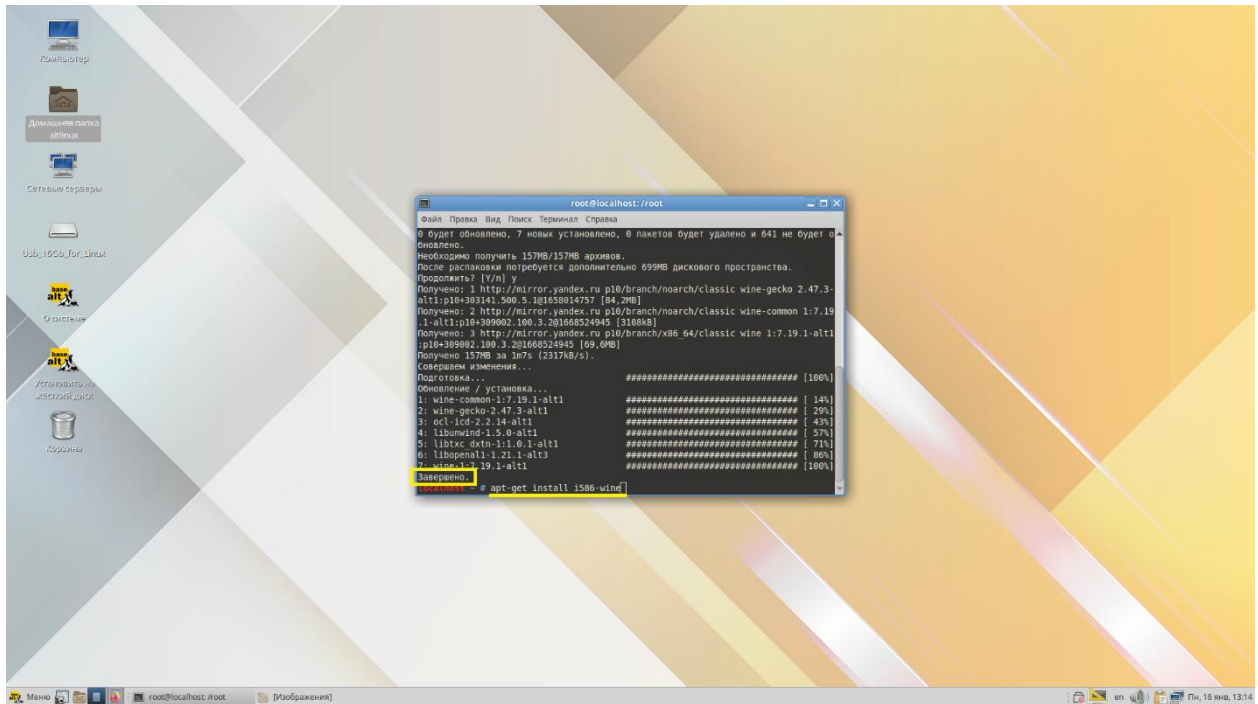 Компьютер
Домашняя папка
altlinux
Сетевые серверы
Usb_16Gb_for_Linux
base
alt
О системе
base
alt
Установить на
жесткий диск
Корзина
root@localhost: /root
Файл Правка Вид Поиск Терминал Справка
0 будет обновлено, 7 новых установлено, 0 пакетов будет удалено и 641 не будет о
бновлено.
Необходимо получить 157MB/157MB архивов.
После распаковки потребуется дополнительно 699MB дискового пространства.
Продолжить? [Y/n] y
Получено: 1 http://mirror.yandex.ru p10/branch/noarch/classic wine-gecko 2.47.3-
alt1:p10+303141.500.5.1@1658014757 [84,2MB]
Получено: 2 http://mirror.yandex.ru p10/branch/noarch/classic wine-common 1:7.19
.1-alt1:p10+309002.100.3.2@1668524945 [3108kB]
Получено: 3 http://mirror.yandex.ru p10/branch/x86_64/classic wine 1:7.19.1-alt1
:p10+309002.100.3.2@1668524945 [69,6MB]
Получено 157MB за 1m7s (2317kB/s).
Совершаем изменения...
Подготовка... ################################# [100%]
Обновление / установка...
1: wine-common-1:7.19.1-alt1 ################################# [ 14%]
2: wine-gecko-2.47.3-alt1 ################################# [ 29%]
3: ocl-icd-2.2.14-alt1 ################################# [ 43%]
4: libunwind-1.5.0-alt1 ################################# [ 57%]
5: libtxc_dxtn-1:1.0.1-alt1 ################################# [ 71%]
6: libopenal1-1.21.1-alt3 ################################# [ 86%]
7: wine-1:7.19.1-alt1 ################################# [100%]
Завершено.
localhost ~ # apt-get install i586-wine
Меню root@localhost: /root [Изображения] en Пн, 16 янв, 13:14